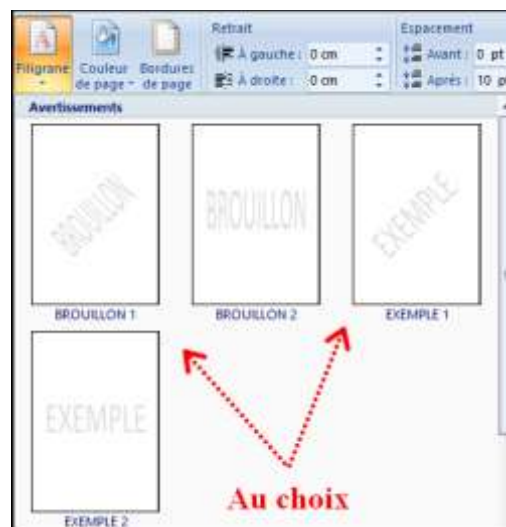 Retrait
Espacement
À gauche : 0 cm
Avant : 0 pt
À droite : 0 cm
Après : 10 p
Filigrane
Couleur de page
Bordures de page
Avertissements
BROUILLON
BROUILLON
EXEMPLE
BROUILLON 1
BROUILLON 2
EXEMPLE 1
EXEMPLE
Au choix
EXEMPLE 2